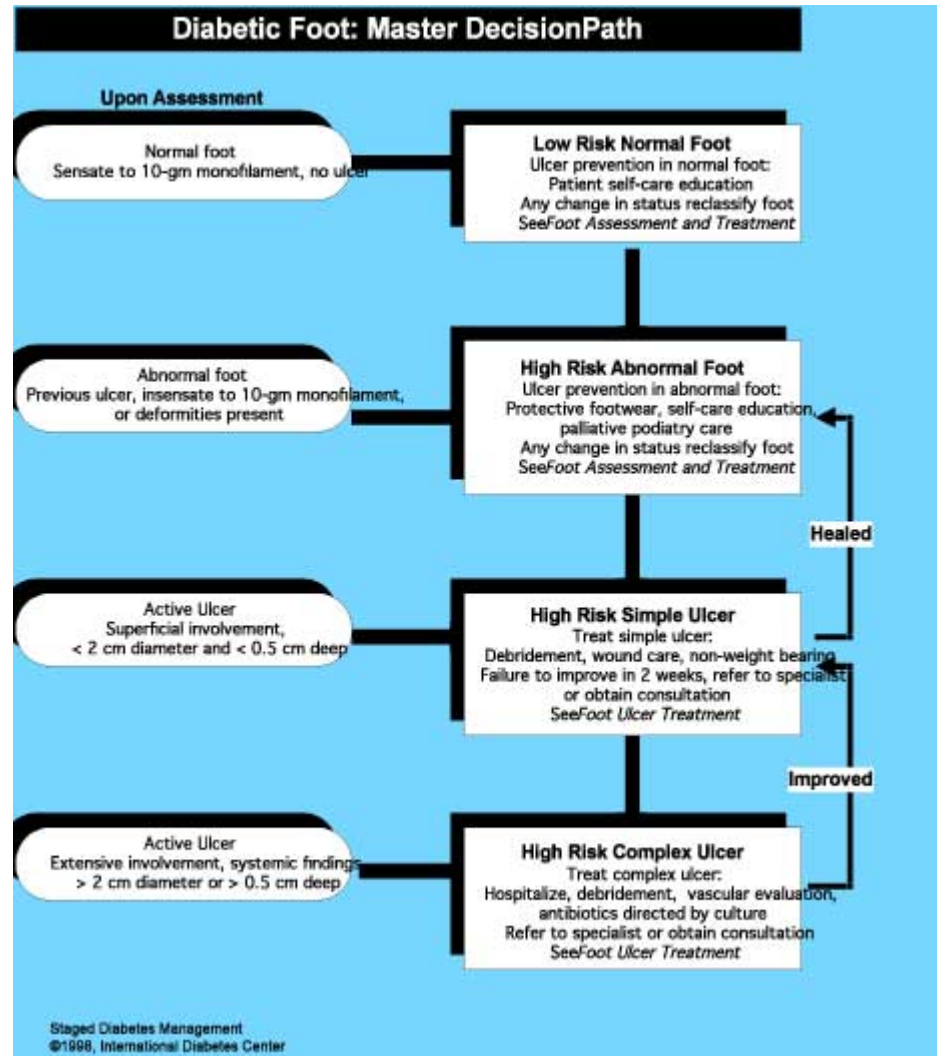 Diabetic Foot: Master DecisionPath
Upon Assessment
Normal foot
Sensate to 10-gm monofilament, no ulcer
Low Risk Normal Foot
Ulcer prevention in normal foot:
Patient self-care education
Any change in status reclassify foot
SeeFoot Assessment and Treatment
Abnormal foot
Previous ulcer, insensate to 10-gm monofilament,
or deformities present
High Risk Abnormal Foot
Ulcer prevention in abnormal foot:
Protective footwear, self-care education,
palliative podiatry care
Any change in status reclassify foot
SeeFoot Assessment and Treatment
Healed
Active Ulcer
Superficial involvement,
< 2 cm diameter and < 0.5 cm deep
High Risk Simple Ulcer
Treat simple ulcer:
Debridement, wound care, non-weight bearing
Failure to improve in 2 weeks, refer to specialist
or obtain consultation
SeeFoot Ulcer Treatment
Improved
Active Ulcer
Extensive involvement, systemic findings
> 2 cm diameter or > 0.5 cm deep
High Risk Complex Ulcer
Treat complex ulcer:
Hospitalize, debridement, vascular evaluation,
antibiotics directed by culture
Refer to specialist or obtain consultation
SeeFoot Ulcer Treatment
Staged Diabetes Management
©1998, International Diabetes Center